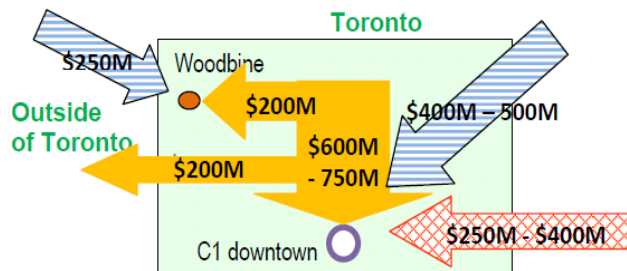 Toronto
$250M
Woodbine
Outside
of Toronto
$200M
$400M – 500M
$600M
- 750M
$200M
$250M - $400M
C1 downtown